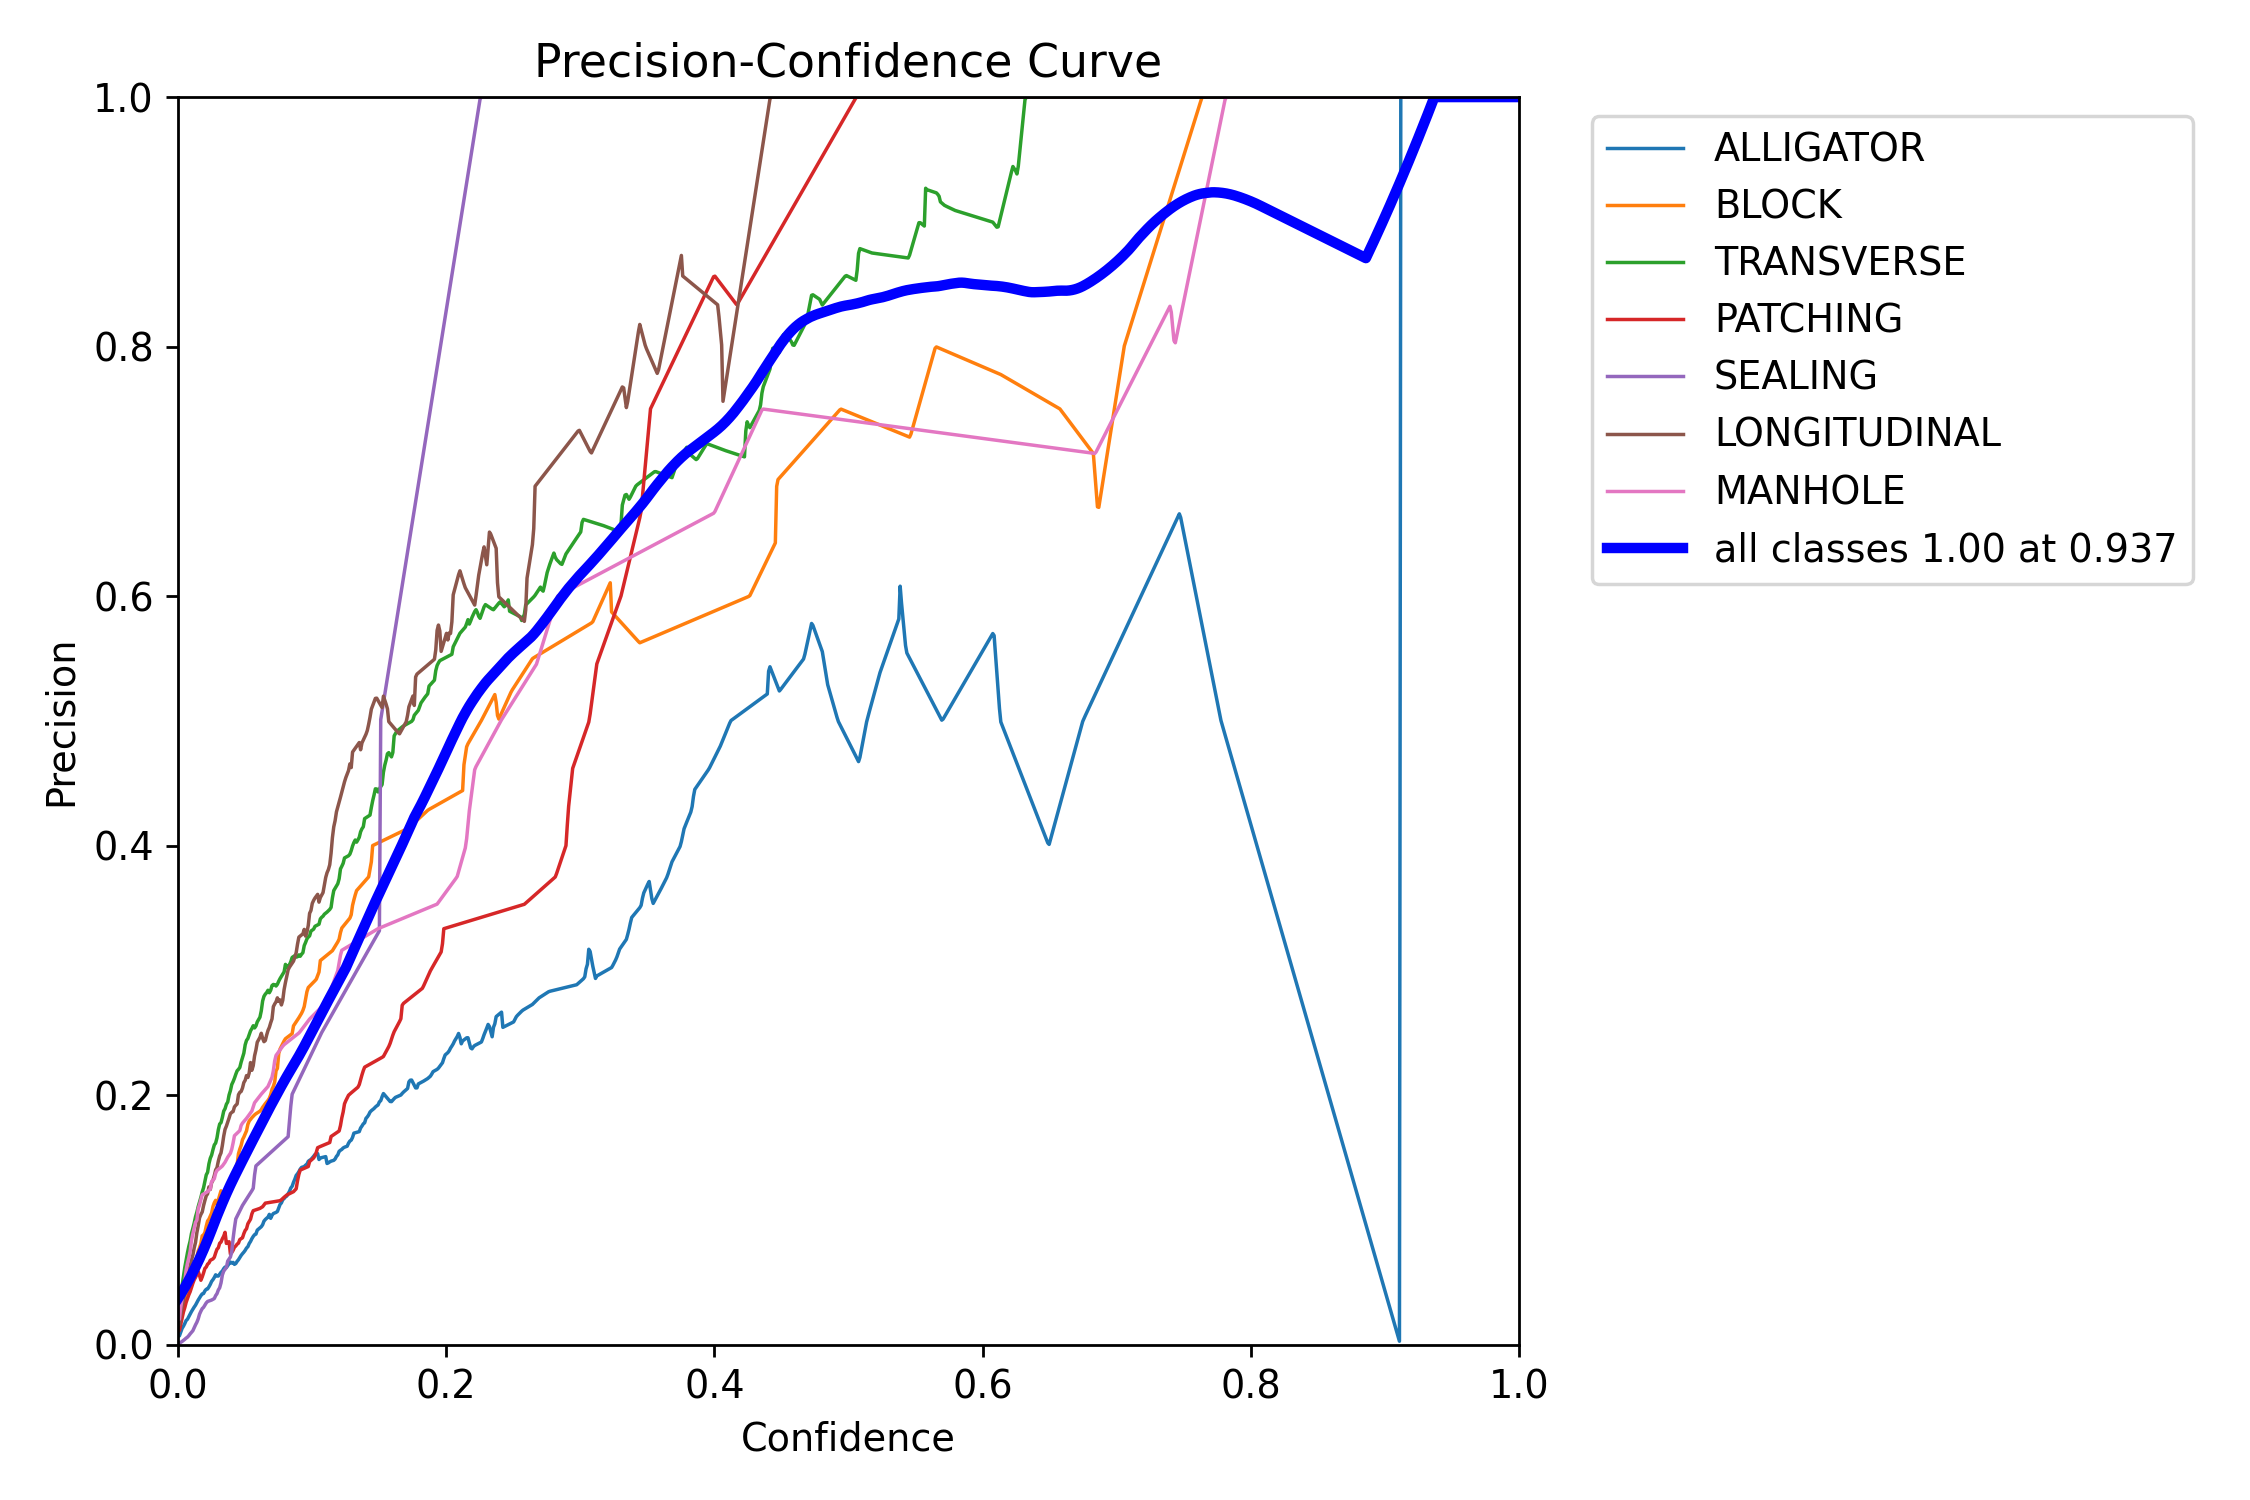 Precision-Confidence Curve
1.0
0.8
0.6
0.4
0.2
0.0
Precision
0.0 0.2 0.4 0.6 0.8 1.0
Confidence
ALLIGATOR
BLOCK
TRANSVERSE
PATCHING
SEALING
LONGITUDINAL
MANHOLE
all classes 1.00 at 0.937